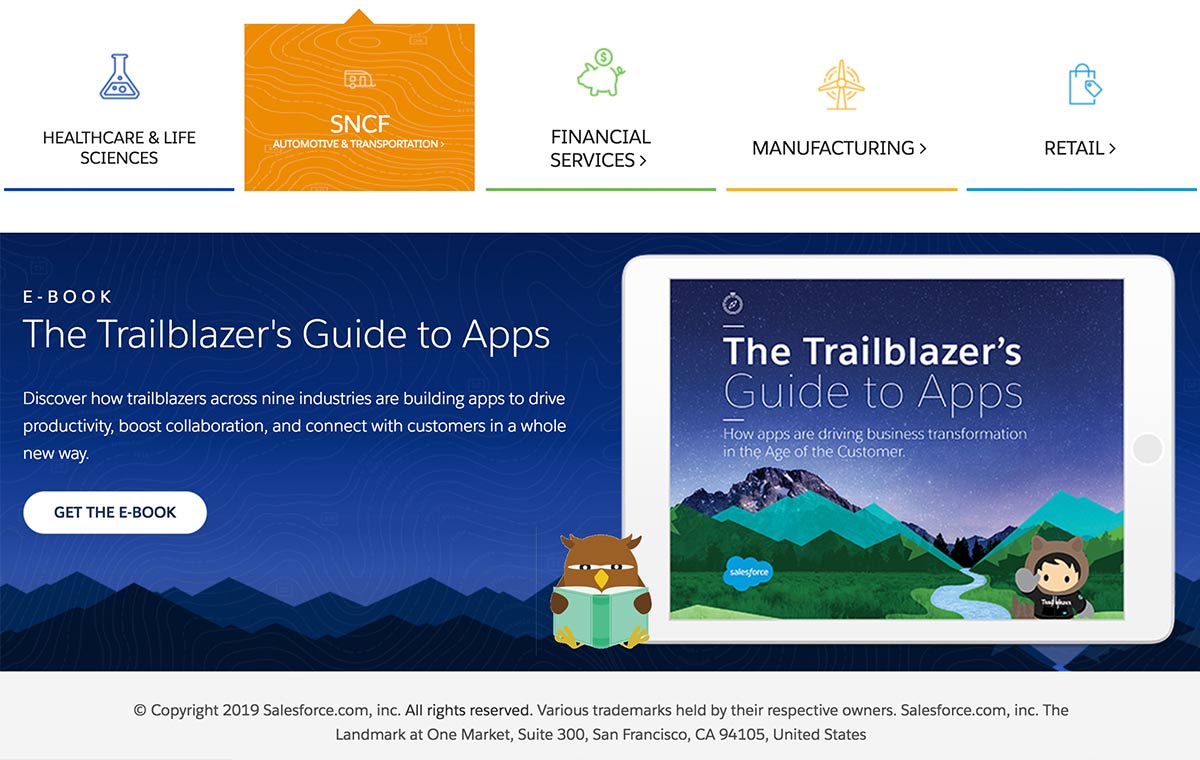 HEALTHCARE & LIFE
SCIENCES
SNCF
AUTOMOTIVE & TRANSPORTATION >
FINANCIAL
SERVICES >
MANUFACTURING >
RETAIL >
E-BOOK
The Trailblazer's Guide to Apps
Discover how trailblazers across nine industries are building apps to drive
productivity, boost collaboration, and connect with customers in a whole
new way.
GET THE E-BOOK
The Trailblazer’s
Guide to Apps
How apps are driving business transformation
in the Age of the Customer.
salesforce
Trailblazer
© Copyright 2019 Salesforce.com, inc. All rights reserved. Various trademarks held by their respective owners. Salesforce.com, inc. The
Landmark at One Market, Suite 300, San Francisco, CA 94105, United States